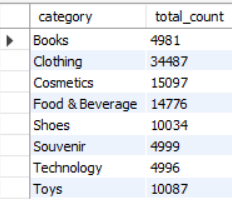 category total_count
Books 4981
Clothing 34487
Cosmetics 15097
Food & Beverage 14776
Shoes 10034
Souvenir 4999
Technology 4996
Toys 10087